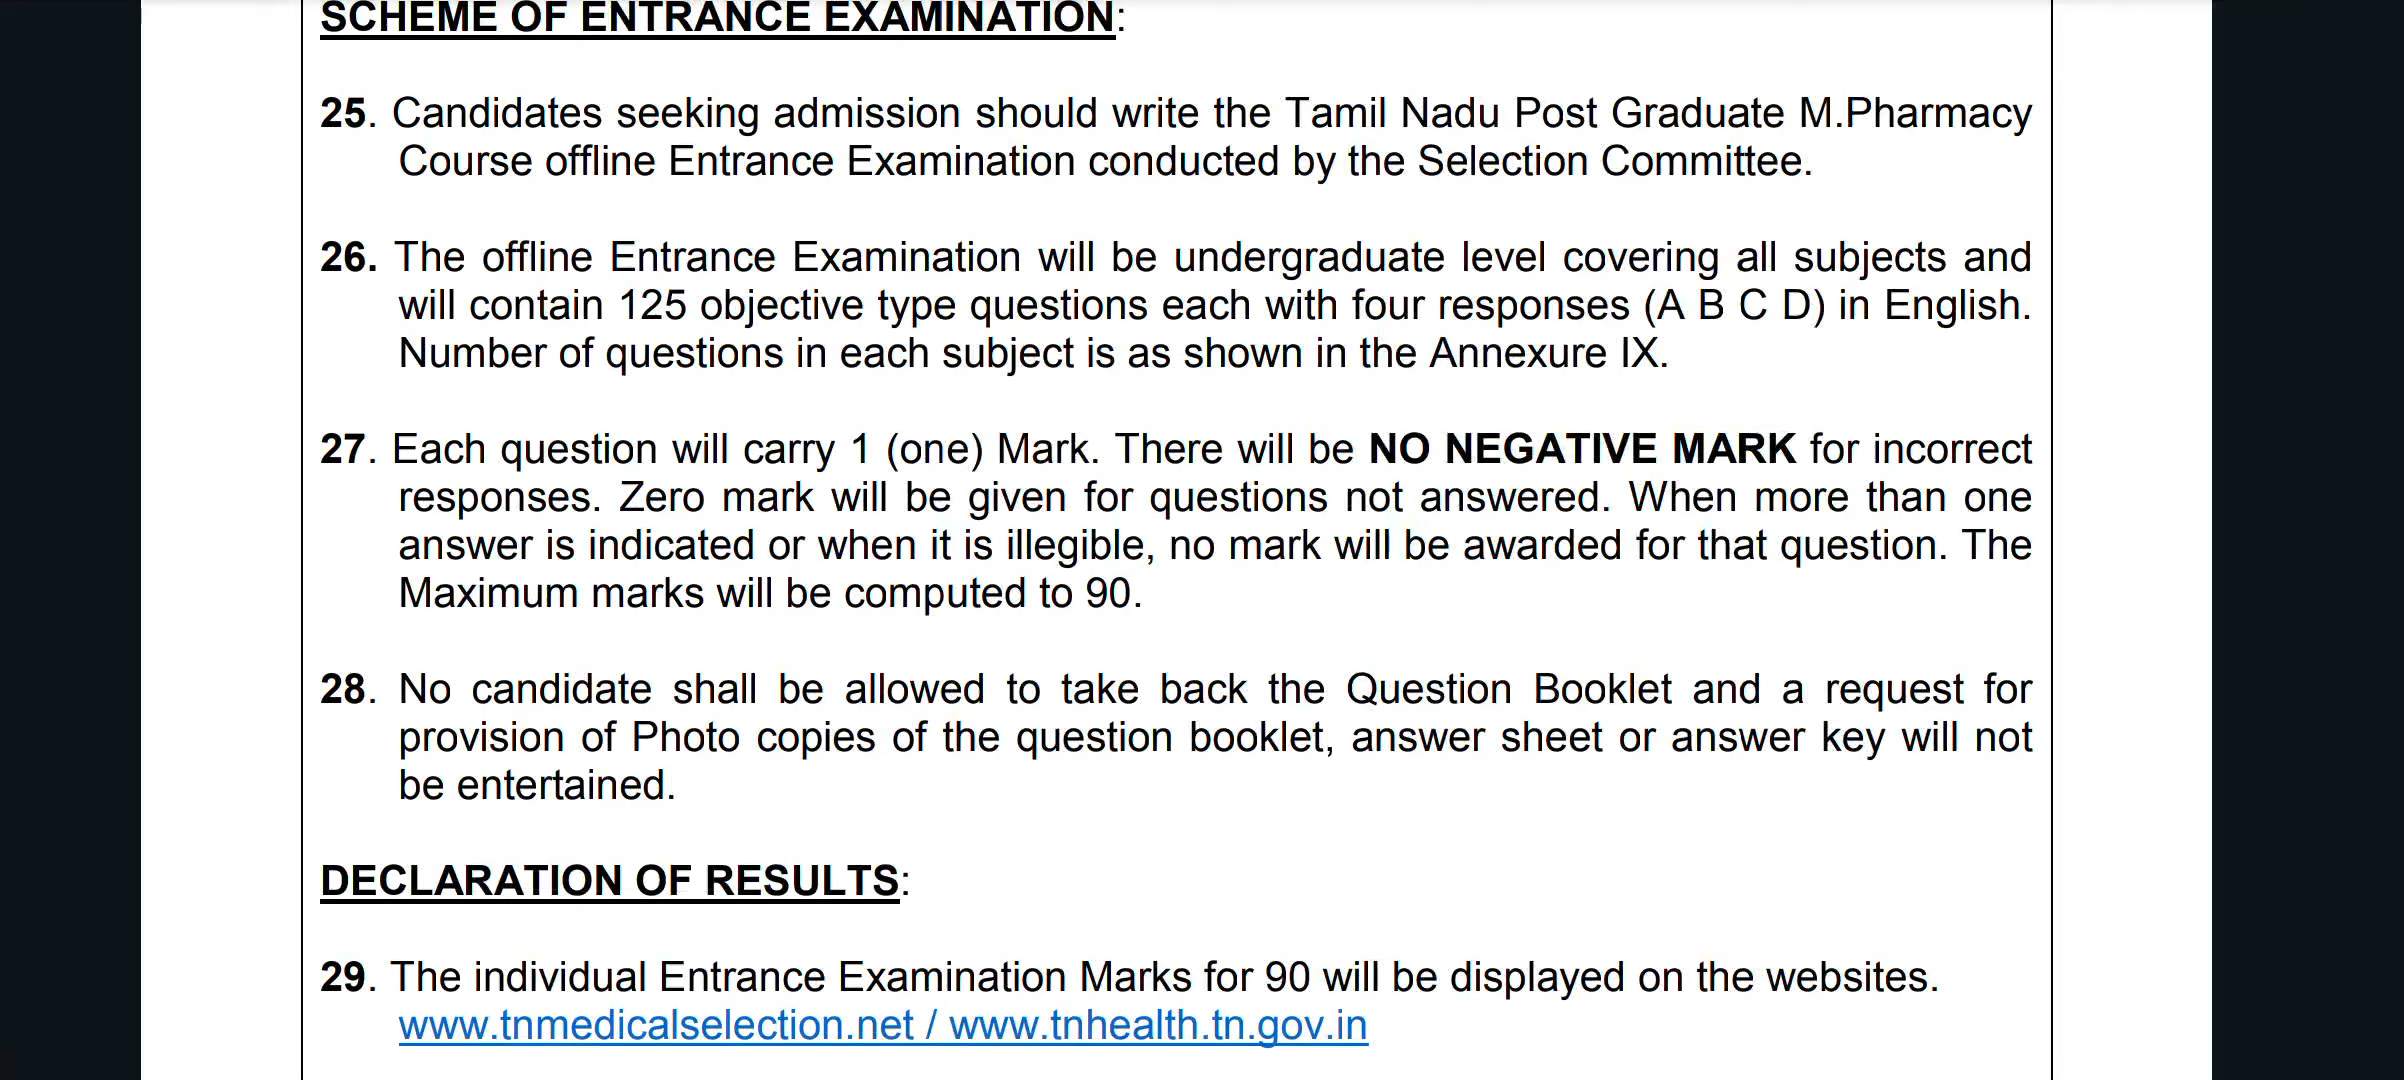 SCHEME OF ENTRANCE EXAMINATION:
25. Candidates seeking admission should write the Tamil Nadu Post Graduate M.Pharmacy
Course offline Entrance Examination conducted by the Selection Committee.
26. The offline Entrance Examination will be undergraduate level covering all subjects and
will contain 125 objective type questions each with four responses (A B C D) in English.
Number of questions in each subject is as shown in the Annexure IX.
27. Each question will carry 1 (one) Mark. There will be NO NEGATIVE MARK for incorrect
responses. Zero mark will be given for questions not answered. When more than one
answer is indicated or when it is illegible, no mark will be awarded for that question. The
Maximum marks will be computed to 90.
28. No candidate shall be allowed to take back the Question Booklet and a request for
provision of Photo copies of the question booklet, answer sheet or answer key will not
be entertained.
DECLARATION OF RESULTS:
29. The individual Entrance Examination Marks for 90 will be displayed on the websites.
www.tnmedicalselection.net / www.tnhealth.tn.gov.in